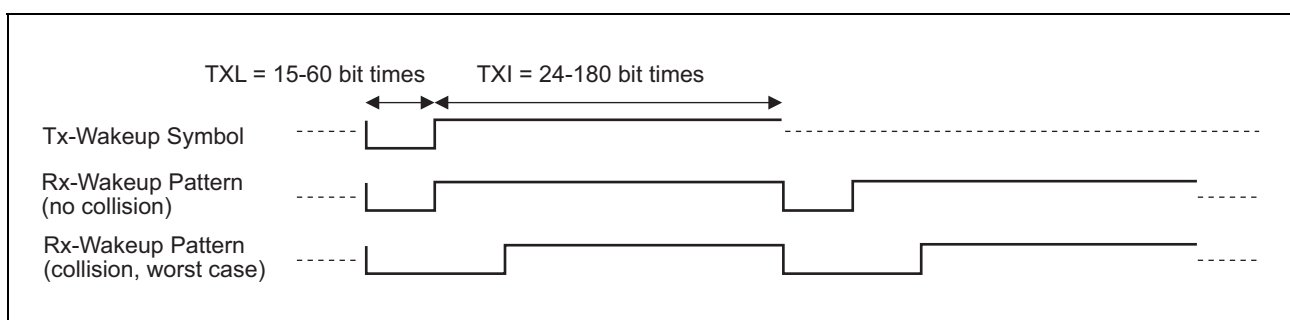 TXL = 15-60 bit times
TXI = 24-180 bit times
Tx-Wakeup Symbol
Rx-Wakeup Pattern
(no collision)
Rx-Wakeup Pattern
(collision, worst case)